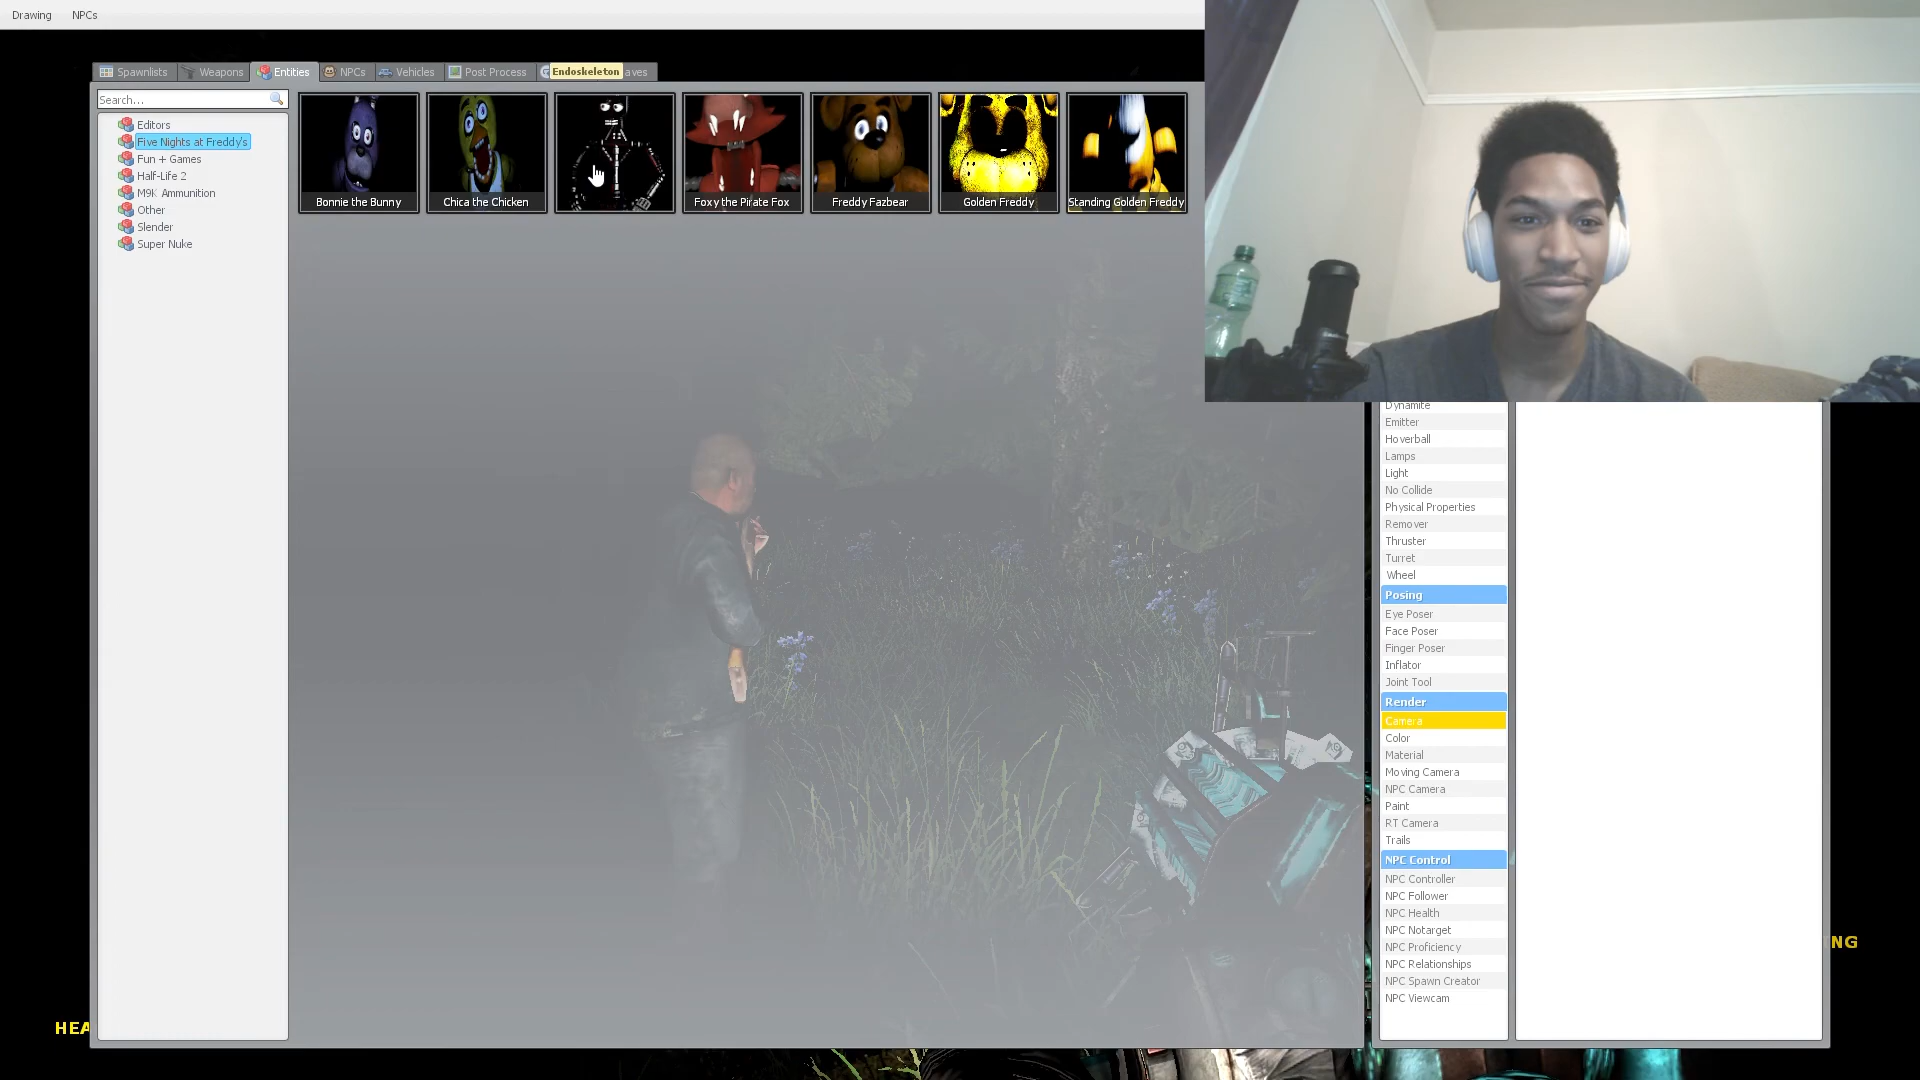 Drawing NPCs
Spawnlists Weapons Entities NPCs Vehicles Post Process Endoskeleton aves
Search...
Editors
Five Nights at Freddy's
Fun + Games
Half-Life 2
M9K Ammunition
Other
Slender
Super Nuke
Bonnie the Bunny
Chica the Chicken
Foxy the Pirate Fox
Freddy Fazbear
Golden Freddy
Standing Golden Freddy
Dynamite
Emitter
Hoverball
Lamps
Light
No Collide
Physical Properties
Remover
Thruster
Turret
Wheel
Posing
Eye Poser
Face Poser
Finger Poser
Inflator
Joint Tool
Render
Camera
Color
Material
Moving Camera
NPC Camera
Paint
RT Camera
Trails
NPC Control
NPC Controller
NPC Follower
NPC Health
NPC Notarget
NPC Proficiency
NPC Relationships
NPC Spawn Creator
NPC Viewcam
NG
HEA